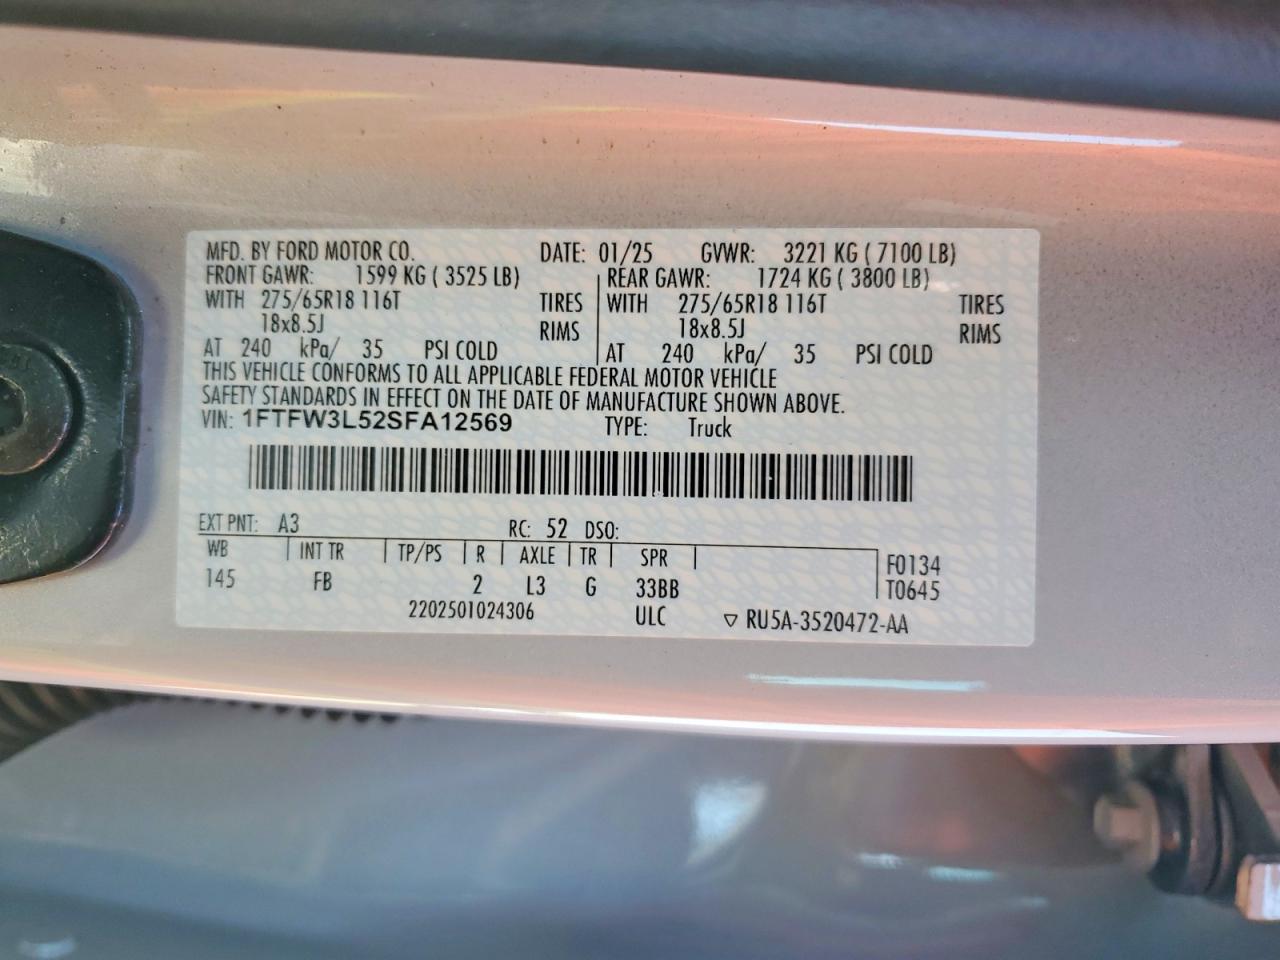 MFD. BY FORD MOTOR CO. DATE: 01/25 GVWR: 3221 KG ( 7100 LB)
FRONT GAWR: 1599 KG ( 3525 LB) REAR GAWR: 1724 KG ( 3800 LB)
WITH 275/65R18 116T TIRES WITH 275/65R18 116T TIRES
18x8.5J RIMS 18x8.5J RIMS
AT 240 kPa/ 35 PSI COLD AT 240 kPa/ 35 PSI COLD
THIS VEHICLE CONFORMS TO ALL APPLICABLE FEDERAL MOTOR VEHICLE
SAFETY STANDARDS IN EFFECT ON THE DATE OF MANUFACTURE SHOWN ABOVE.
VIN: 1FTFW3L52SFA12569 TYPE: Truck
EXT PNT: A3 RC: 52 DSO:
WB INT TR TP/PS R AXLE TR SPR F0134
145 FB 2 L3 G 33BB T0645
2202501024306 ULC ▽ RU5A-3520472-AA